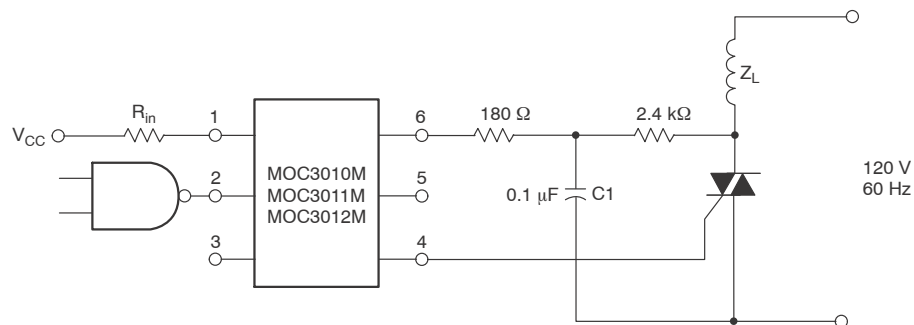 Z_L
R_in
1
6
180 Ω
2.4 kΩ
V_CC
MOC3010M
MOC3011M
MOC3012M
2
5
0.1 μF
C1
120 V
60 Hz
3
4